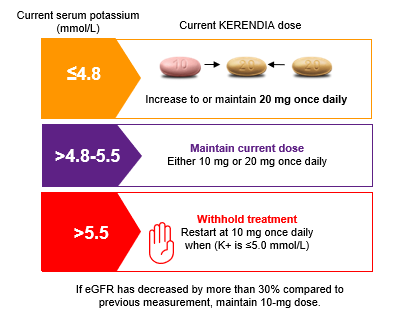 Current serum potassium
(mmol/L)
Current KERENDIA dose
≤4.8
10 20 20
Increase to or maintain 20 mg once daily
>4.8-5.5
Maintain current dose
Either 10 mg or 20 mg once daily
>5.5
Withhold treatment
Restart at 10 mg once daily
when (K+ is ≤5.0 mmol/L)
If eGFR has decreased by more than 30% compared to
previous measurement, maintain 10-mg dose.